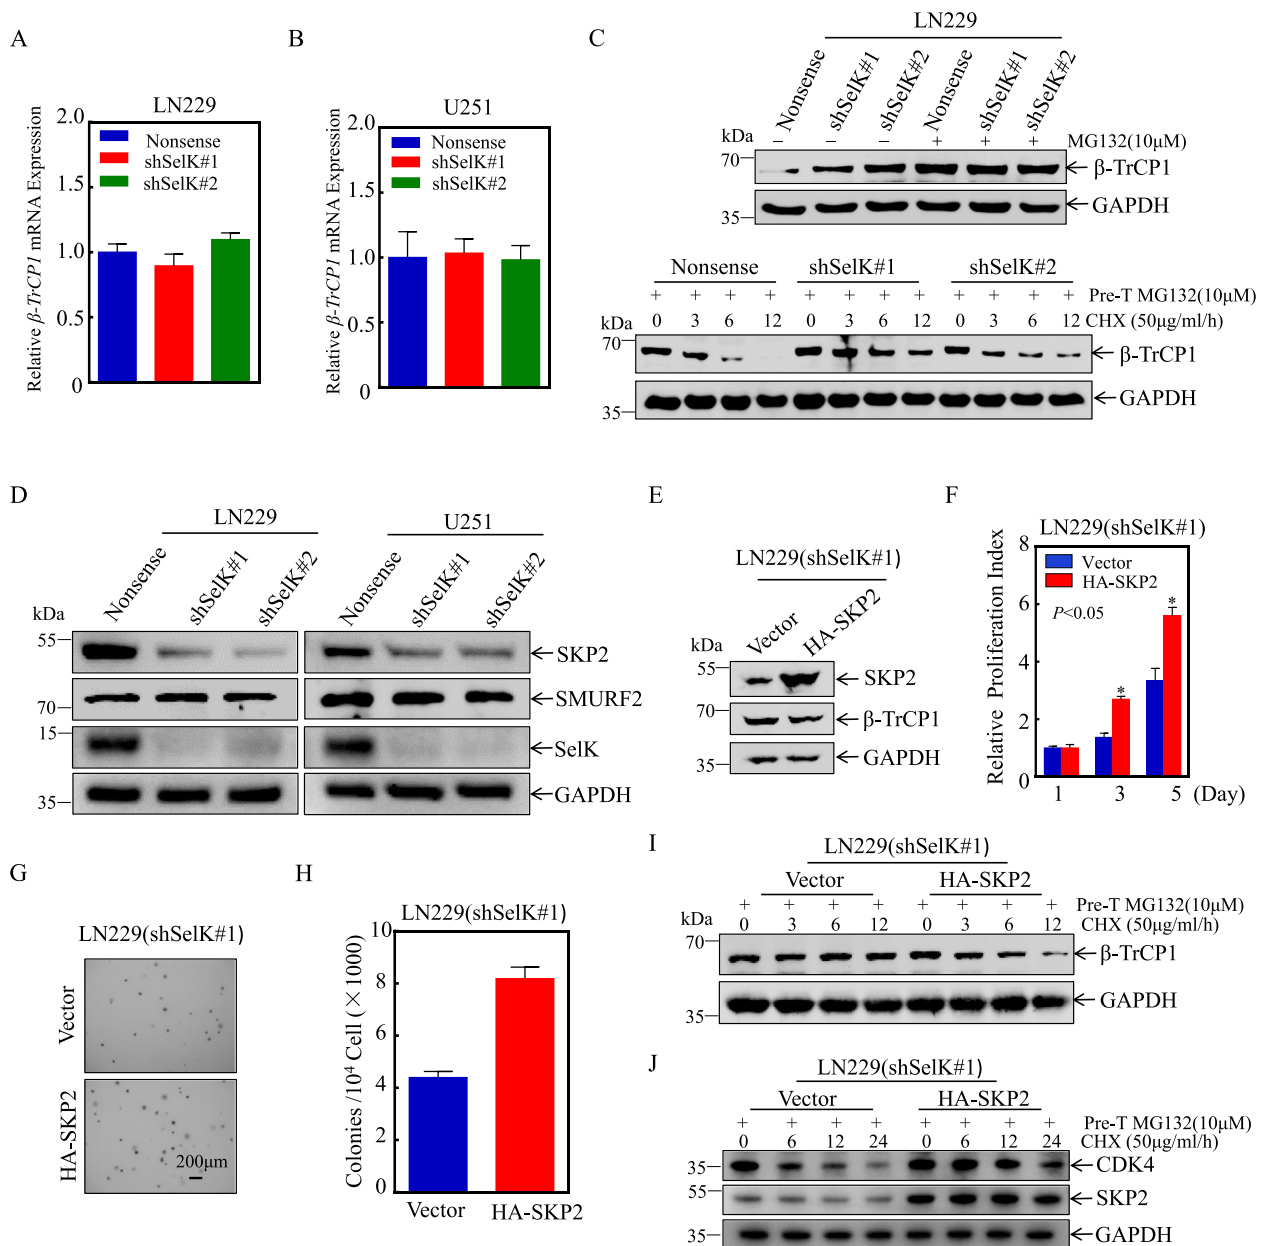 A
LN229
Relative β-TrCP1 mRNA Expression
2.0
1.5
1.0
0.5
0
Nonsense
shSelK#1
shSelK#2
B
U251
Relative β-TrCP1 mRNA Expression
2.0
1.5
1.0
0.5
0
Nonsense
shSelK#1
shSelK#2
C
LN229
Nonsense shSelK#1 shSelK#2 Nonsense shSelK#1 shSelK#2
kDa
– – – + + + MG132(10μM)
70 β-TrCP1
35 GAPDH
Nonsense shSelK#1 shSelK#2
+ + + + + + + + + + + + Pre-T MG132(10μM)
kDa 0 3 6 12 0 3 6 12 0 3 6 12 CHX (50μg/ml/h)
70 β-TrCP1
35 GAPDH
D
LN229 U251
Nonsense shSelK#1 shSelK#2 Nonsense shSelK#1 shSelK#2
kDa
55 SKP2
70 SMURF2
15 SelK
35 GAPDH
E
LN229(shSelK#1)
Vector HA-SKP2
kDa
55 SKP2
70 β-TrCP1
35 GAPDH
F
LN229(shSelK#1)
Relative Proliferation Index
8
6
4
2
0
Vector
HA-SKP2
P<0.05
* *
1 3 5 (Day)
G
LN229(shSelK#1)
Vector
HA-SKP2
200μm
H
LN229(shSelK#1)
Colonies /10⁴ Cell (×1000)
10
8
6
4
2
0
Vector HA-SKP2
I
LN229(shSelK#1)
Vector HA-SKP2
+ + + + + + + + Pre-T MG132(10μM)
kDa 0 3 6 12 0 3 6 12 CHX (50μg/ml/h)
70 β-TrCP1
35 GAPDH
J
LN229(shSelK#1)
Vector HA-SKP2
+ + + + + + + + Pre-T MG132(10μM)
0 6 12 24 0 6 12 24 CHX (50μg/ml/h)
35 CDK4
55 SKP2
35 GAPDH